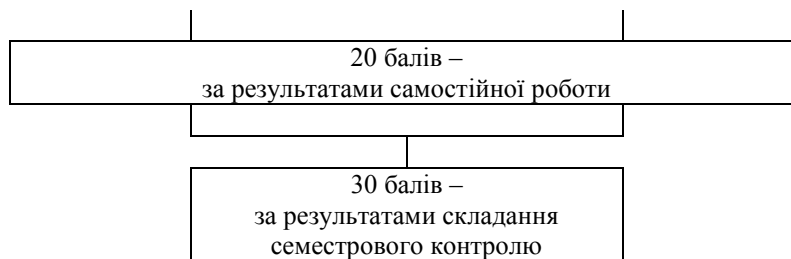 20 балів –
за результатами самостійної роботи
30 балів –
за результатами складання
семестрового контролю